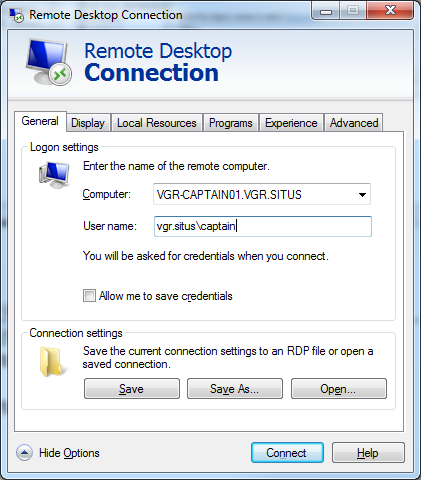 Remote Desktop Connection
Remote Desktop
Connection
General
Display
Local Resources
Programs
Experience
Advanced
Logon settings
Enter the name of the remote computer.
Computer: VGR-CAPTAIN01.VGR.SITUS
User name: vgr.situs\captain
You will be asked for credentials when you connect.
Allow me to save credentials
Connection settings
Save the current connection settings to an RDP file or open a
saved connection.
Save
Save As...
Open...
Hide Options
Connect
Help